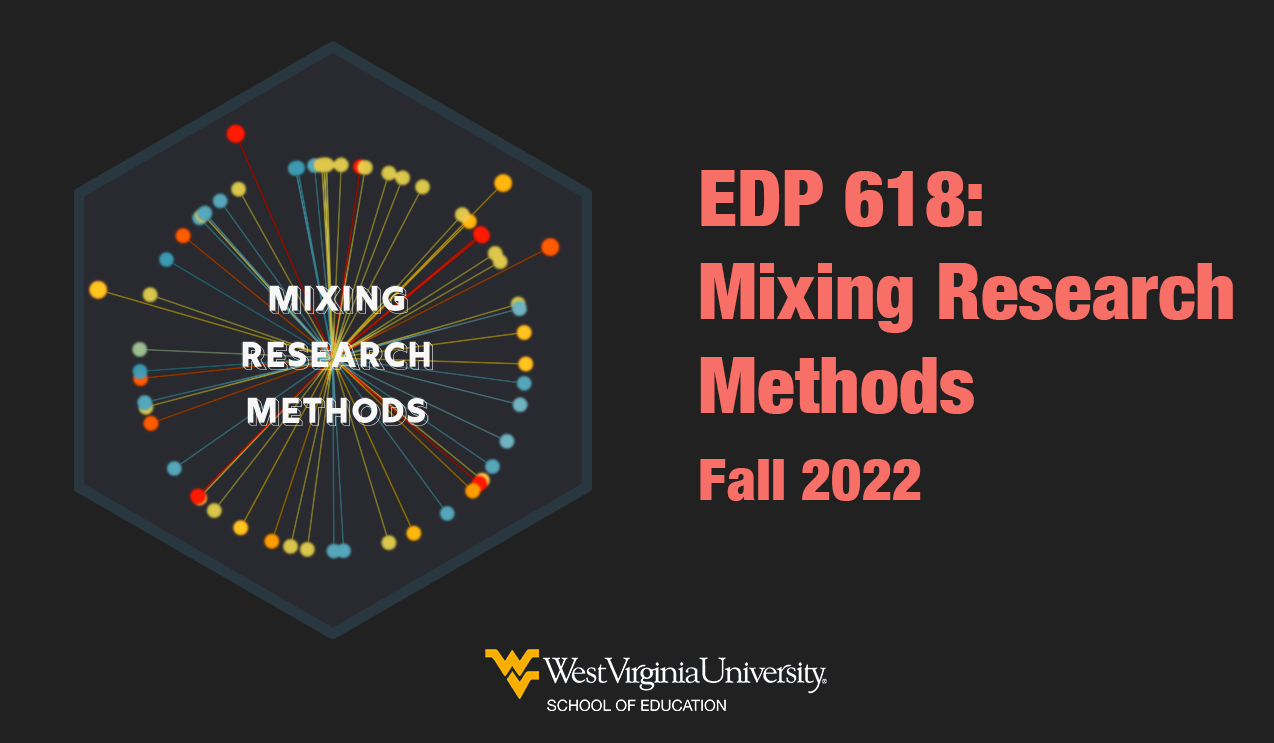 MIXING
RESEARCH
METHODS
EDP 618:
Mixing Research
Methods
Fall 2022
WestVirginiaUniversity®
SCHOOL OF EDUCATION